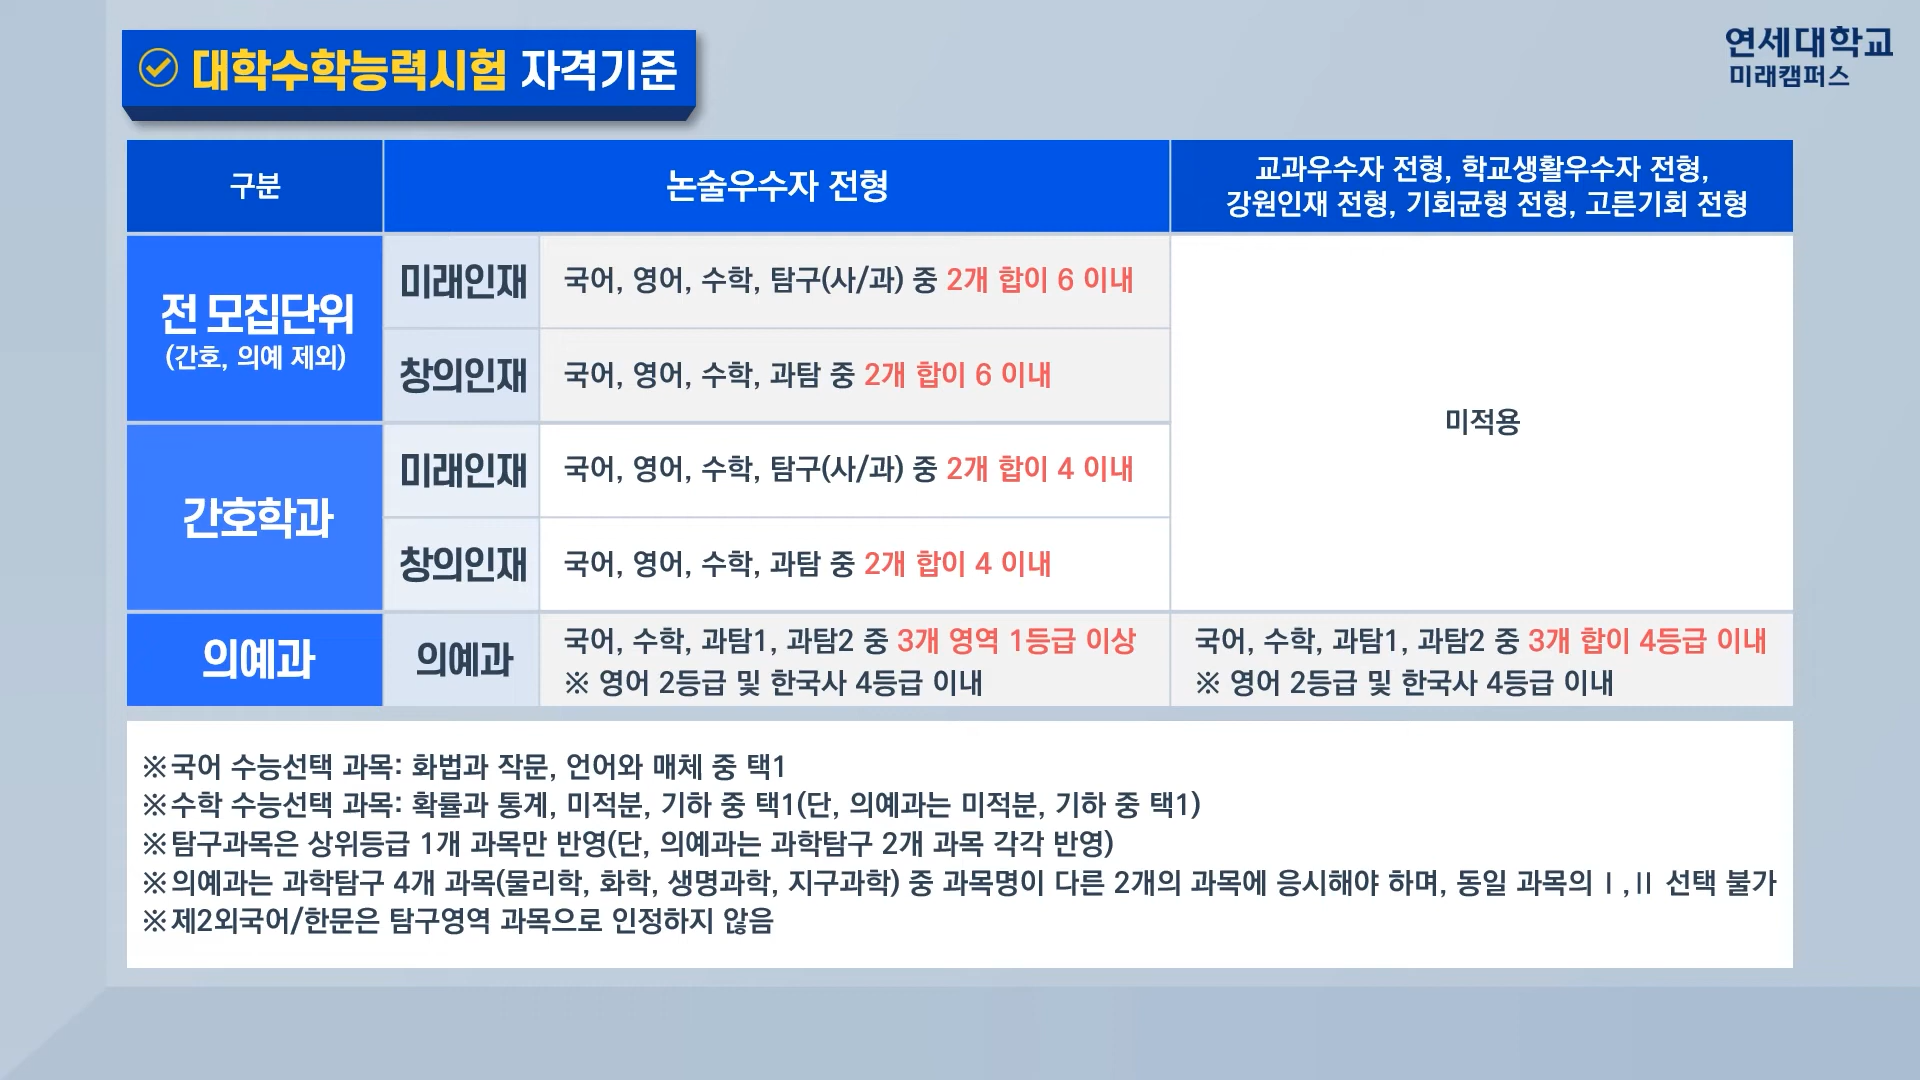 대학수학능력시험 자격기준
연세대학교
미래캠퍼스
구분
논술우수자 전형
교과우수자 전형, 학교생활우수자 전형,
강원인재 전형, 기회균형 전형, 고른기회 전형
전 모집단위
(간호, 의예 제외)
미래인재
국어, 영어, 수학, 탐구(사/과) 중 2개 합이 6 이내
창의인재
국어, 영어, 수학, 과탐 중 2개 합이 6 이내
미적용
간호학과
미래인재
국어, 영어, 수학, 탐구(사/과) 중 2개 합이 4 이내
창의인재
국어, 영어, 수학, 과탐 중 2개 합이 4 이내
의예과
의예과
국어, 수학, 과탐1, 과탐2 중 3개 영역 1등급 이상
※ 영어 2등급 및 한국사 4등급 이내
국어, 수학, 과탐1, 과탐2 중 3개 합이 4등급 이내
※ 영어 2등급 및 한국사 4등급 이내
※국어 수능선택 과목: 화법과 작문, 언어와 매체 중 택1
※수학 수능선택 과목: 확률과 통계, 미적분, 기하 중 택1(단, 의예과는 미적분, 기하 중 택1)
※탐구과목은 상위등급 1개 과목만 반영(단, 의예과는 과학탐구 2개 과목 각각 반영)
※의예과는 과학탐구 4개 과목(물리학, 화학, 생명과학, 지구과학) 중 과목명이 다른 2개의 과목에 응시해야 하며, 동일 과목의 Ⅰ,Ⅱ 선택 불가
※제2외국어/한문은 탐구영역 과목으로 인정하지 않음